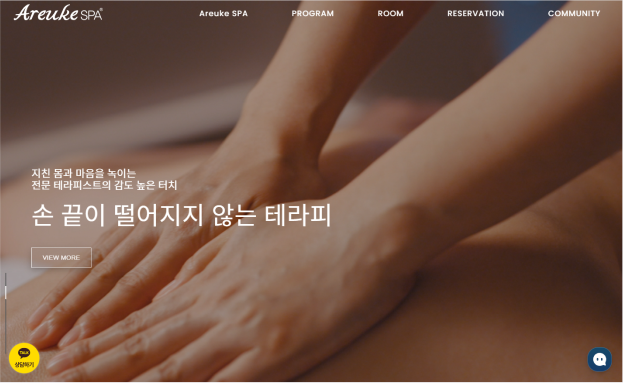 Areuke SPA®
Areuke SPA
PROGRAM
ROOM
RESERVATION
COMMUNITY
지친 몸과 마음을 녹이는
전문 테라피스트의 감도 높은 터치
손 끝이 떨어지지 않는 테라피
VIEW MORE
TALK
상담하기